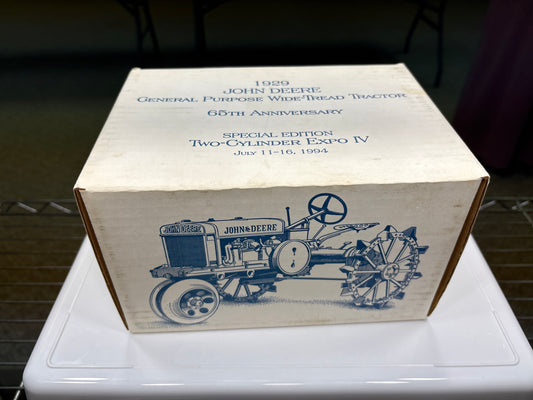 1929
JOHN DEERE
GENERAL PURPOSE WIDE-TREAD TRACTOR
65TH ANNIVERSARY
SPECIAL EDITION
TWO-CYLINDER EXPO IV
JULY 11-16, 1994
JOHN DEERE
JOHN DEERE